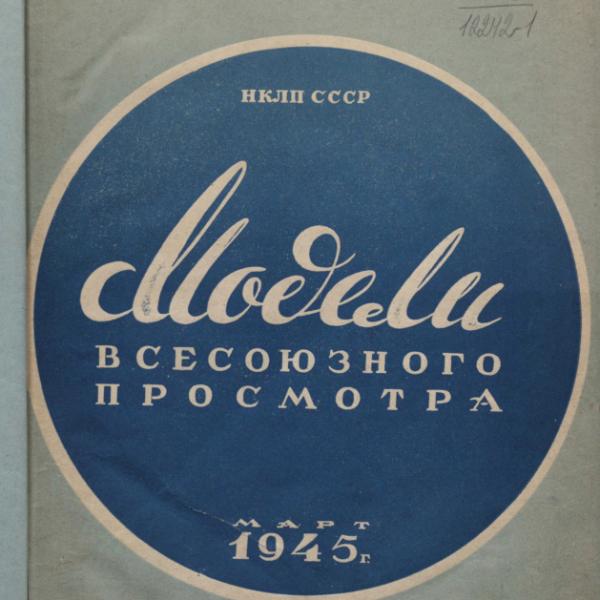 НКЛП СССР
Модели
ВСЕСОЮЗНОГО
ПРОСМОТРА
МАРТ
1945г.